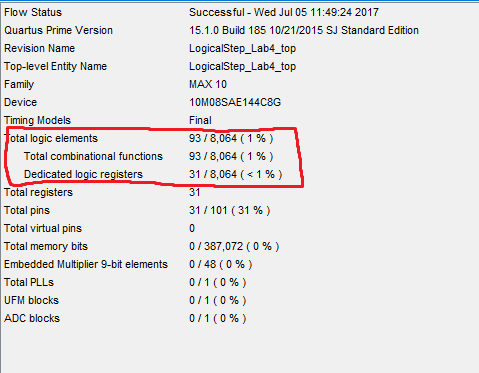 Flow Status Successful - Wed Jul 05 11:49:24 2017
Quartus Prime Version 15.1.0 Build 185 10/21/2015 SJ Standard Edition
Revision Name LogicalStep_Lab4_top
Top-level Entity Name LogicalStep_Lab4_top
Family MAX 10
Device 10M08SAE144C8G
Timing Models Final
Total logic elements 93 / 8,064 ( 1 % )
Total combinational functions 93 / 8,064 ( 1 % )
Dedicated logic registers 31 / 8,064 ( < 1 % )
Total registers 31
Total pins 31 / 101 ( 31 % )
Total virtual pins 0
Total memory bits 0 / 387,072 ( 0 % )
Embedded Multiplier 9-bit elements 0 / 48 ( 0 % )
Total PLLs 0 / 1 ( 0 % )
UFM blocks 0 / 1 ( 0 % )
ADC blocks 0 / 1 ( 0 % )